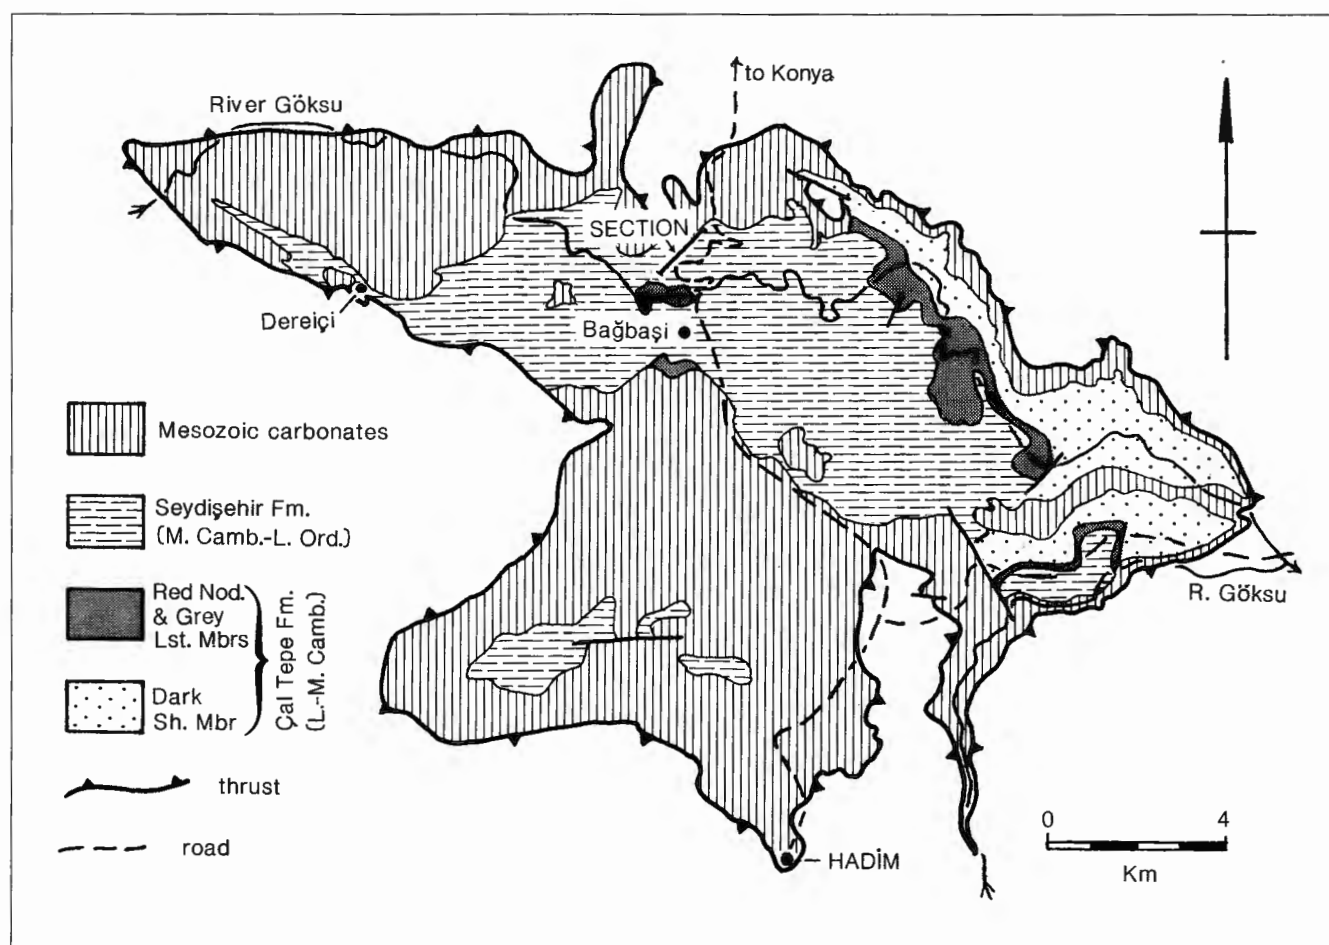 to Konya
River Göksu
SECTION
Dereiçi
Bağbaşi
Mesozoic carbonates
Seydişehir Fm.
(M. Camb.-L. Ord.)
Red Nod.
& Grey
Lst. Mbrs
Dark
Sh. Mbr
Çal Tepe Fm.
(L.-M. Camb.)
thrust
road
R. Göksu
HADİM
0 4
Km